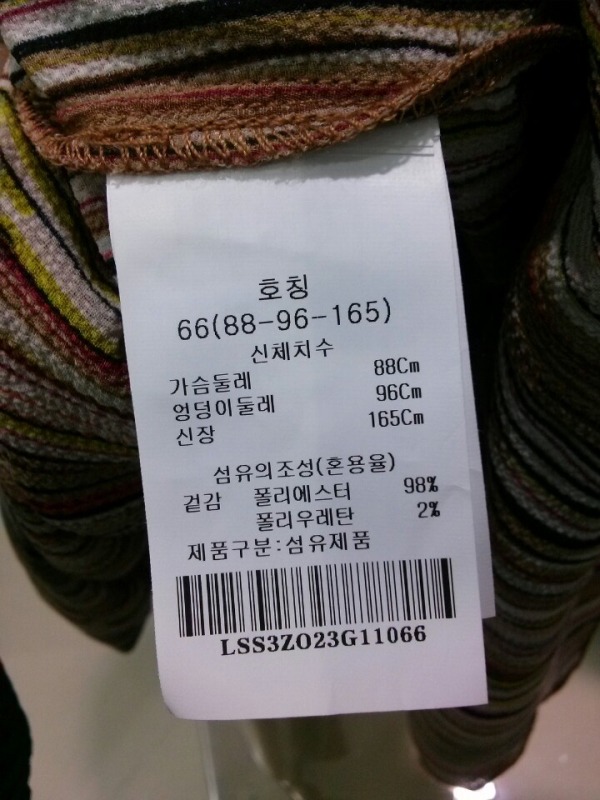 호칭
66(88-96-165)
신체치수
가슴둘레 88Cm
엉덩이둘레 96Cm
신장 165Cm
섬유의조성(혼용율)
겉감 폴리에스터 98%
폴리우레탄 2%
제품구분:섬유제품
LSS3ZO23G11066